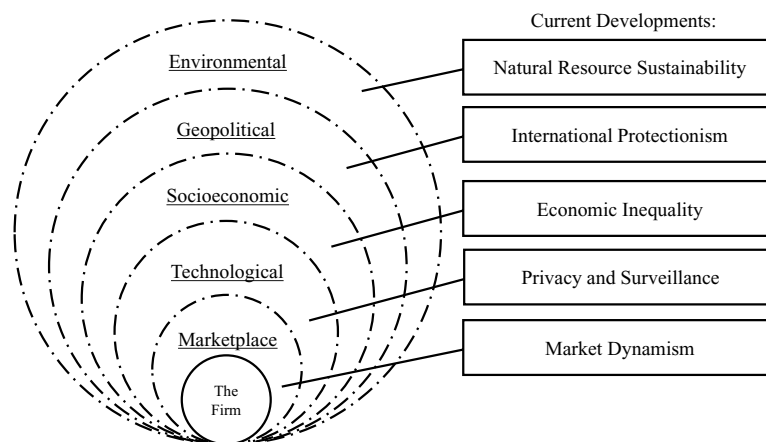 Current Developments:
Environmental
Natural Resource Sustainability
Geopolitical
International Protectionism
Socioeconomic
Economic Inequality
Technological
Privacy and Surveillance
Marketplace
Market Dynamism
The
Firm